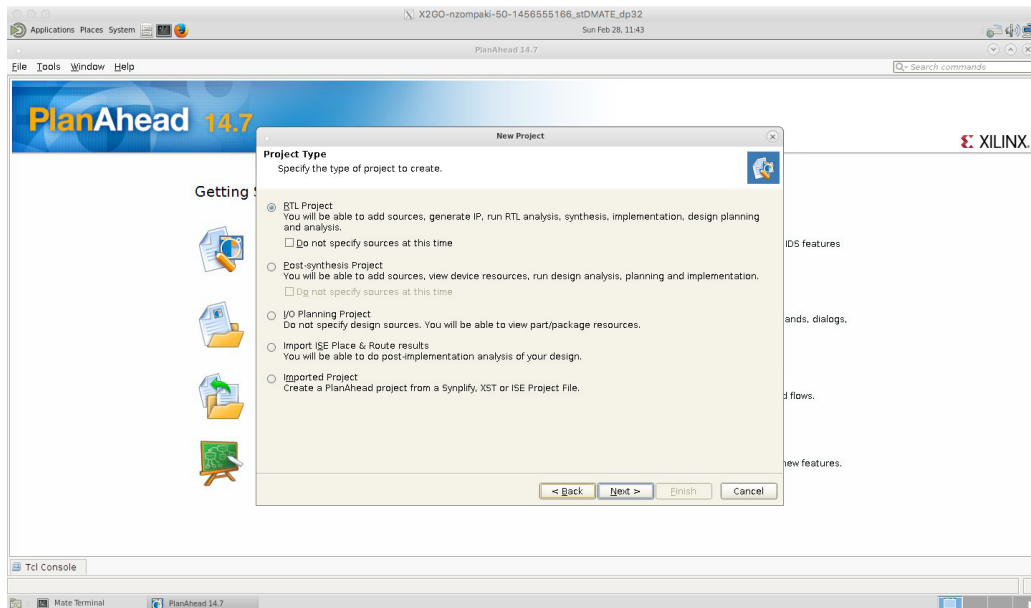 X2GO-nzompaki-50-1456555166_stDMATE_dp32
Applications Places System
Sun Feb 28, 11:43
PlanAhead 14.7
File Tools Window Help
Search commands
PlanAhead 14.7
XILINX
Getting
New Project
Project Type
Specify the type of project to create.
RTL Project
You will be able to add sources, generate IP, run RTL analysis, synthesis, implementation, design planning
and analysis.
Do not specify sources at this time
IDS features
Post-synthesis Project
You will be able to add sources, view device resources, run design analysis, planning and implementation.
Do not specify sources at this time
I/O Planning Project
Do not specify design sources. You will be able to view part/package resources.
ands, dialogs,
Import ISE Place & Route results
You will be able to do post-implementation analysis of your design.
Imported Project
Create a PlanAhead project from a Synplify, XST or ISE Project File.
d flows.
new features.
< Back Next > Finish Cancel
Tcl Console
Mate Terminal PlanAhead 14.7